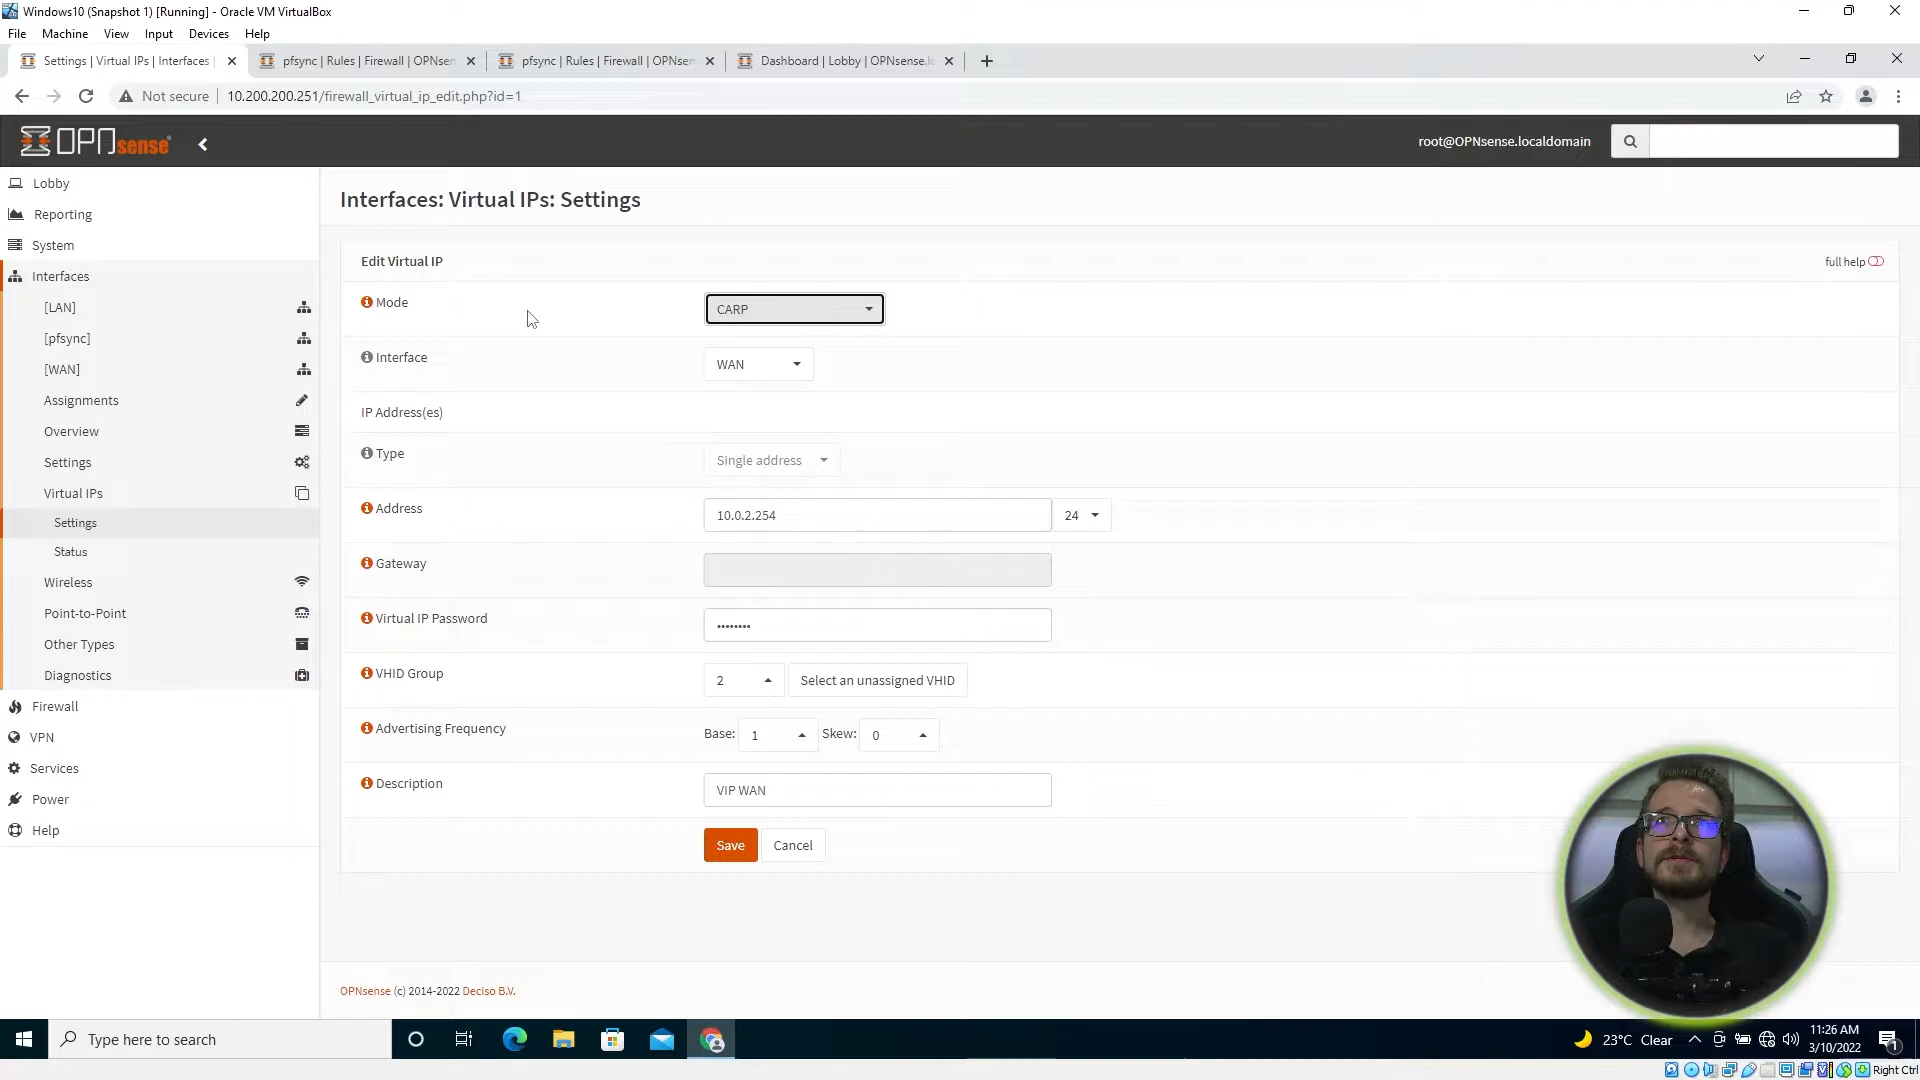 Windows10 (Snapshot 1) [Running] - Oracle VM VirtualBox
File Machine View Input Devices Help
Settings | Virtual IPs | Interfaces |
pfsync | Rules | Firewall | OPNsen
pfsync | Rules | Firewall | OPNsen
Dashboard | Lobby | OPNsense.lo
Not secure 10.200.200.251/firewall_virtual_ip_edit.php?id=1
OPNsense
root@OPNsense.localdomain
Lobby
Reporting
System
Interfaces
[LAN]
[pfsync]
[WAN]
Assignments
Overview
Settings
Virtual IPs
Settings
Status
Wireless
Point-to-Point
Other Types
Diagnostics
Firewall
VPN
Services
Power
Help
Interfaces: Virtual IPs: Settings
Edit Virtual IP
full help
Mode CARP
Interface WAN
IP Address(es)
Type Single address
Address 10.0.2.254 24
Gateway
Virtual IP Password ••••••••
VHID Group 2 Select an unassigned VHID
Advertising Frequency Base: 1 Skew: 0
Description VIP WAN
Save Cancel
OPNsense (c) 2014-2022 Deciso B.V.
Type here to search
23°C Clear
11:26 AM
3/10/2022
1
Right Ctrl